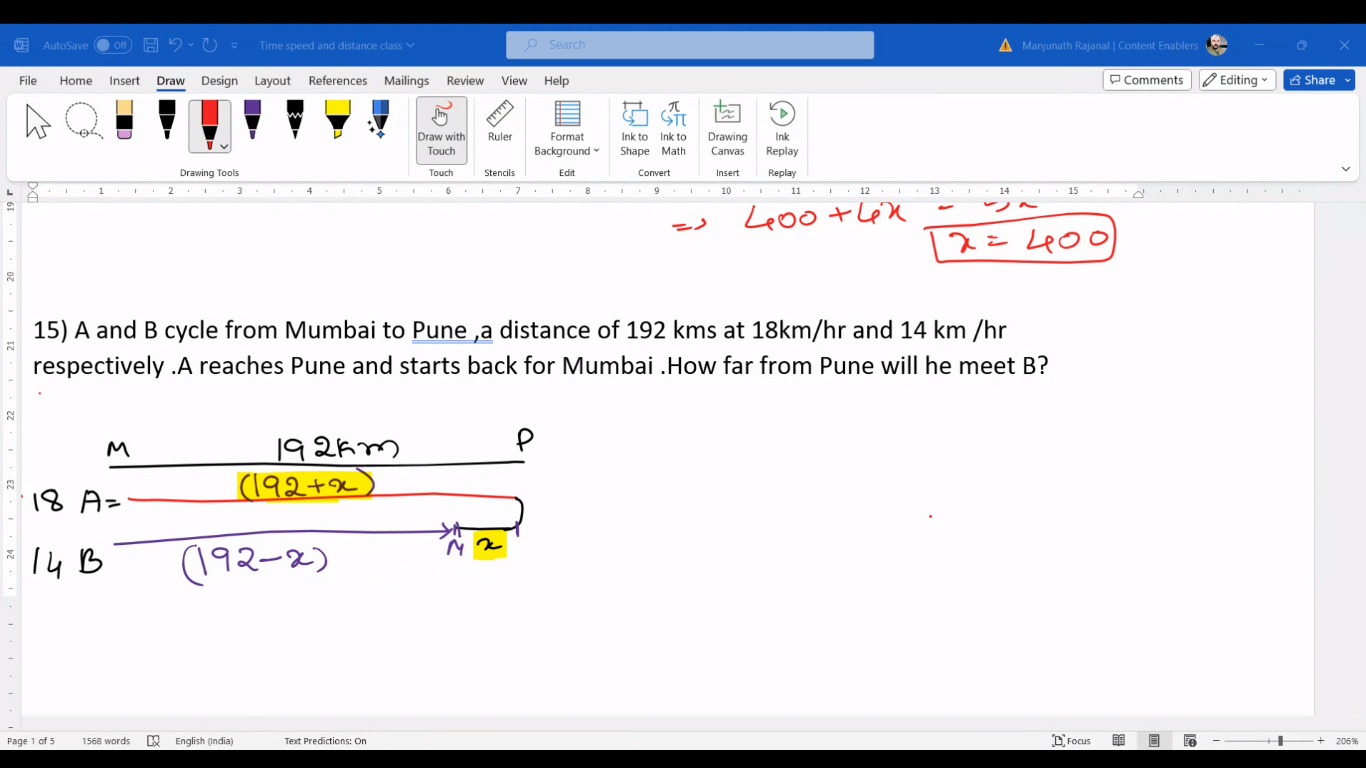 AutoSave Off Time speed and distance class Search Manjunath Rajanal | Content Enablers
File Home Insert Draw Design Layout References Mailings Review View Help Comments Editing Share
Draw with Touch Ruler Format Background Ink to Shape Ink to Math Drawing Canvas Ink Replay
Drawing Tools Touch Stencils Edit Convert Insert Replay
1 2 3 4 5 6 7 8 9 10 11 12 13 14 15
19
20
21
22
23
24
=> 400 + 4x
x = 400
15) A and B cycle from Mumbai to Pune ,a distance of 192 kms at 18km/hr and 14 km /hr
respectively .A reaches Pune and starts back for Mumbai .How far from Pune will he meet B?
M 192km P
(192+x)
18 A=
M x
14 B (192-x)
Page 1 of 5 1568 words English (India) Text Predictions: On Focus 206%